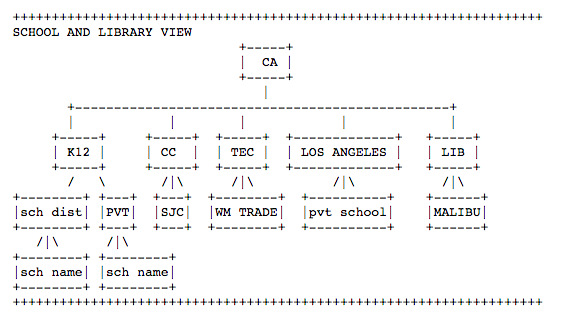 SCHOOL AND LIBRARY VIEW
CA
K12 CC TEC LOS ANGELES LIB
sch dist PVT SJC WM TRADE pvt school MALIBU
sch name sch name